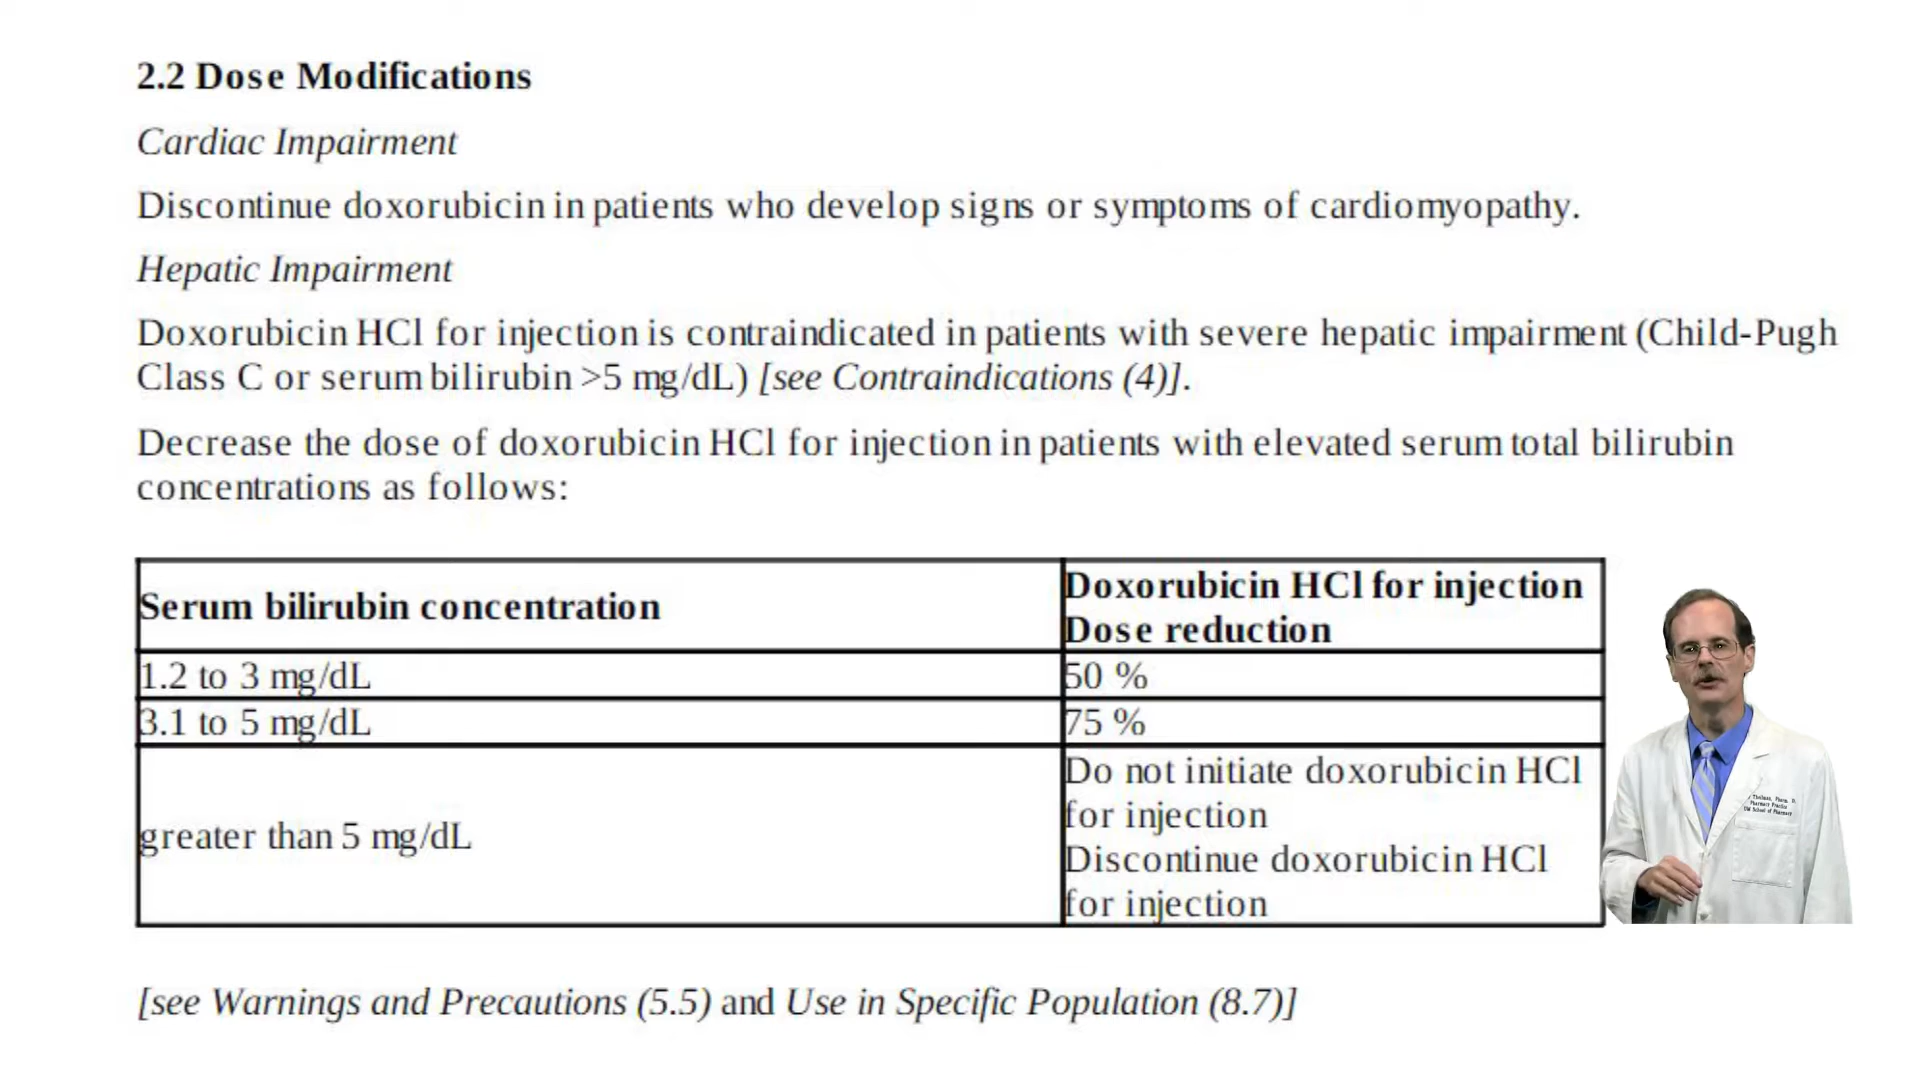 2.2 Dose Modifications
Cardiac Impairment
Discontinue doxorubicin in patients who develop signs or symptoms of cardiomyopathy.
Hepatic Impairment
Doxorubicin HCl for injection is contraindicated in patients with severe hepatic impairment (Child-Pugh
Class C or serum bilirubin >5 mg/dL) [see Contraindications (4)].
Decrease the dose of doxorubicin HCl for injection in patients with elevated serum total bilirubin
concentrations as follows:
Serum bilirubin concentration
Doxorubicin HCl for injection
Dose reduction
1.2 to 3 mg/dL
50 %
3.1 to 5 mg/dL
75 %
greater than 5 mg/dL
Do not initiate doxorubicin HCl
for injection
Discontinue doxorubicin HCl
for injection
Pharm. D.
Pharmacy Practice
School of Pharmacy
[see Warnings and Precautions (5.5) and Use in Specific Population (8.7)]